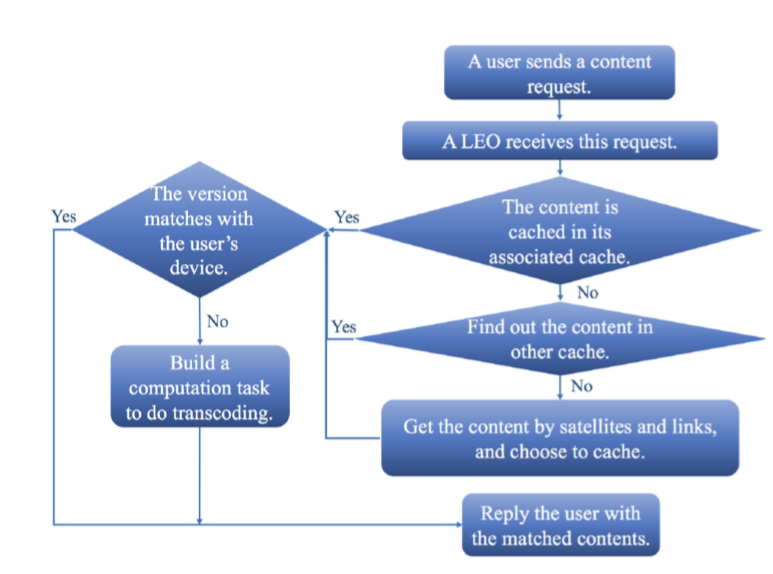 A user sends a content
request.
A LEO receives this request.
The content is
cached in its
associated cache.
Yes
No
The version
matches with
the user's
device.
Yes
No
Find out the content in
other cache.
Yes
No
Build a
computation task
to do transcoding.
Get the content by satellites and links,
and choose to cache.
Reply the user with
the matched contents.